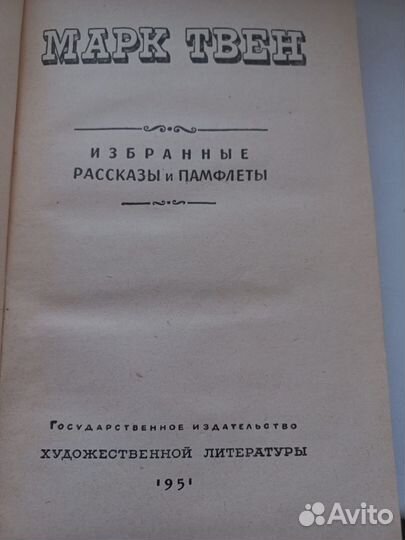 МАРК ТВЕН
ИЗБРАННЫЕ
РАССКАЗЫ и ПАМФЛЕТЫ
ГОСУДАРСТВЕННОЕ ИЗДАТЕЛЬСТВО
ХУДОЖЕСТВЕННОЙ ЛИТЕРАТУРЫ
1951
Avito